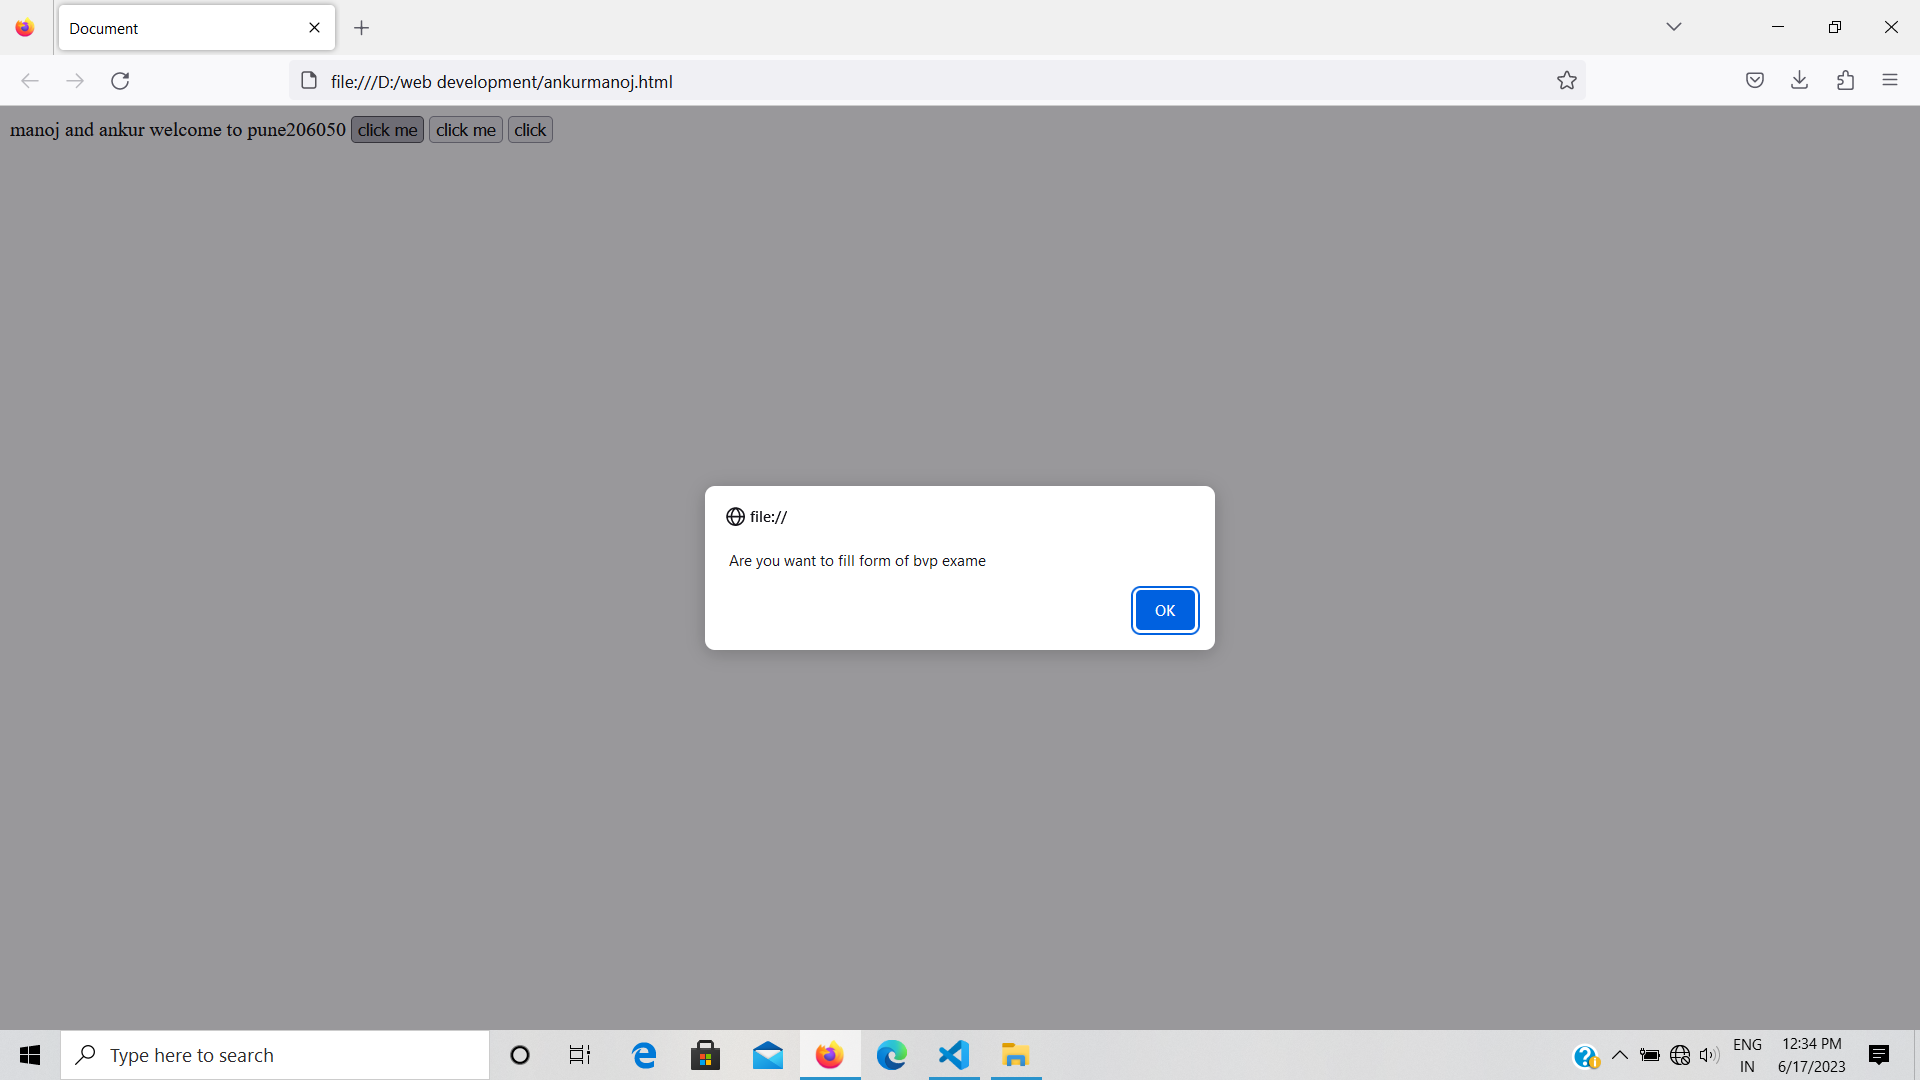 Document
file:///D:/web development/ankurmanoj.html
manoj and ankur welcome to pune206050 click me click me click
file://
Are you want to fill form of bvp exame
OK
Type here to search
ENG
IN
12:34 PM
6/17/2023